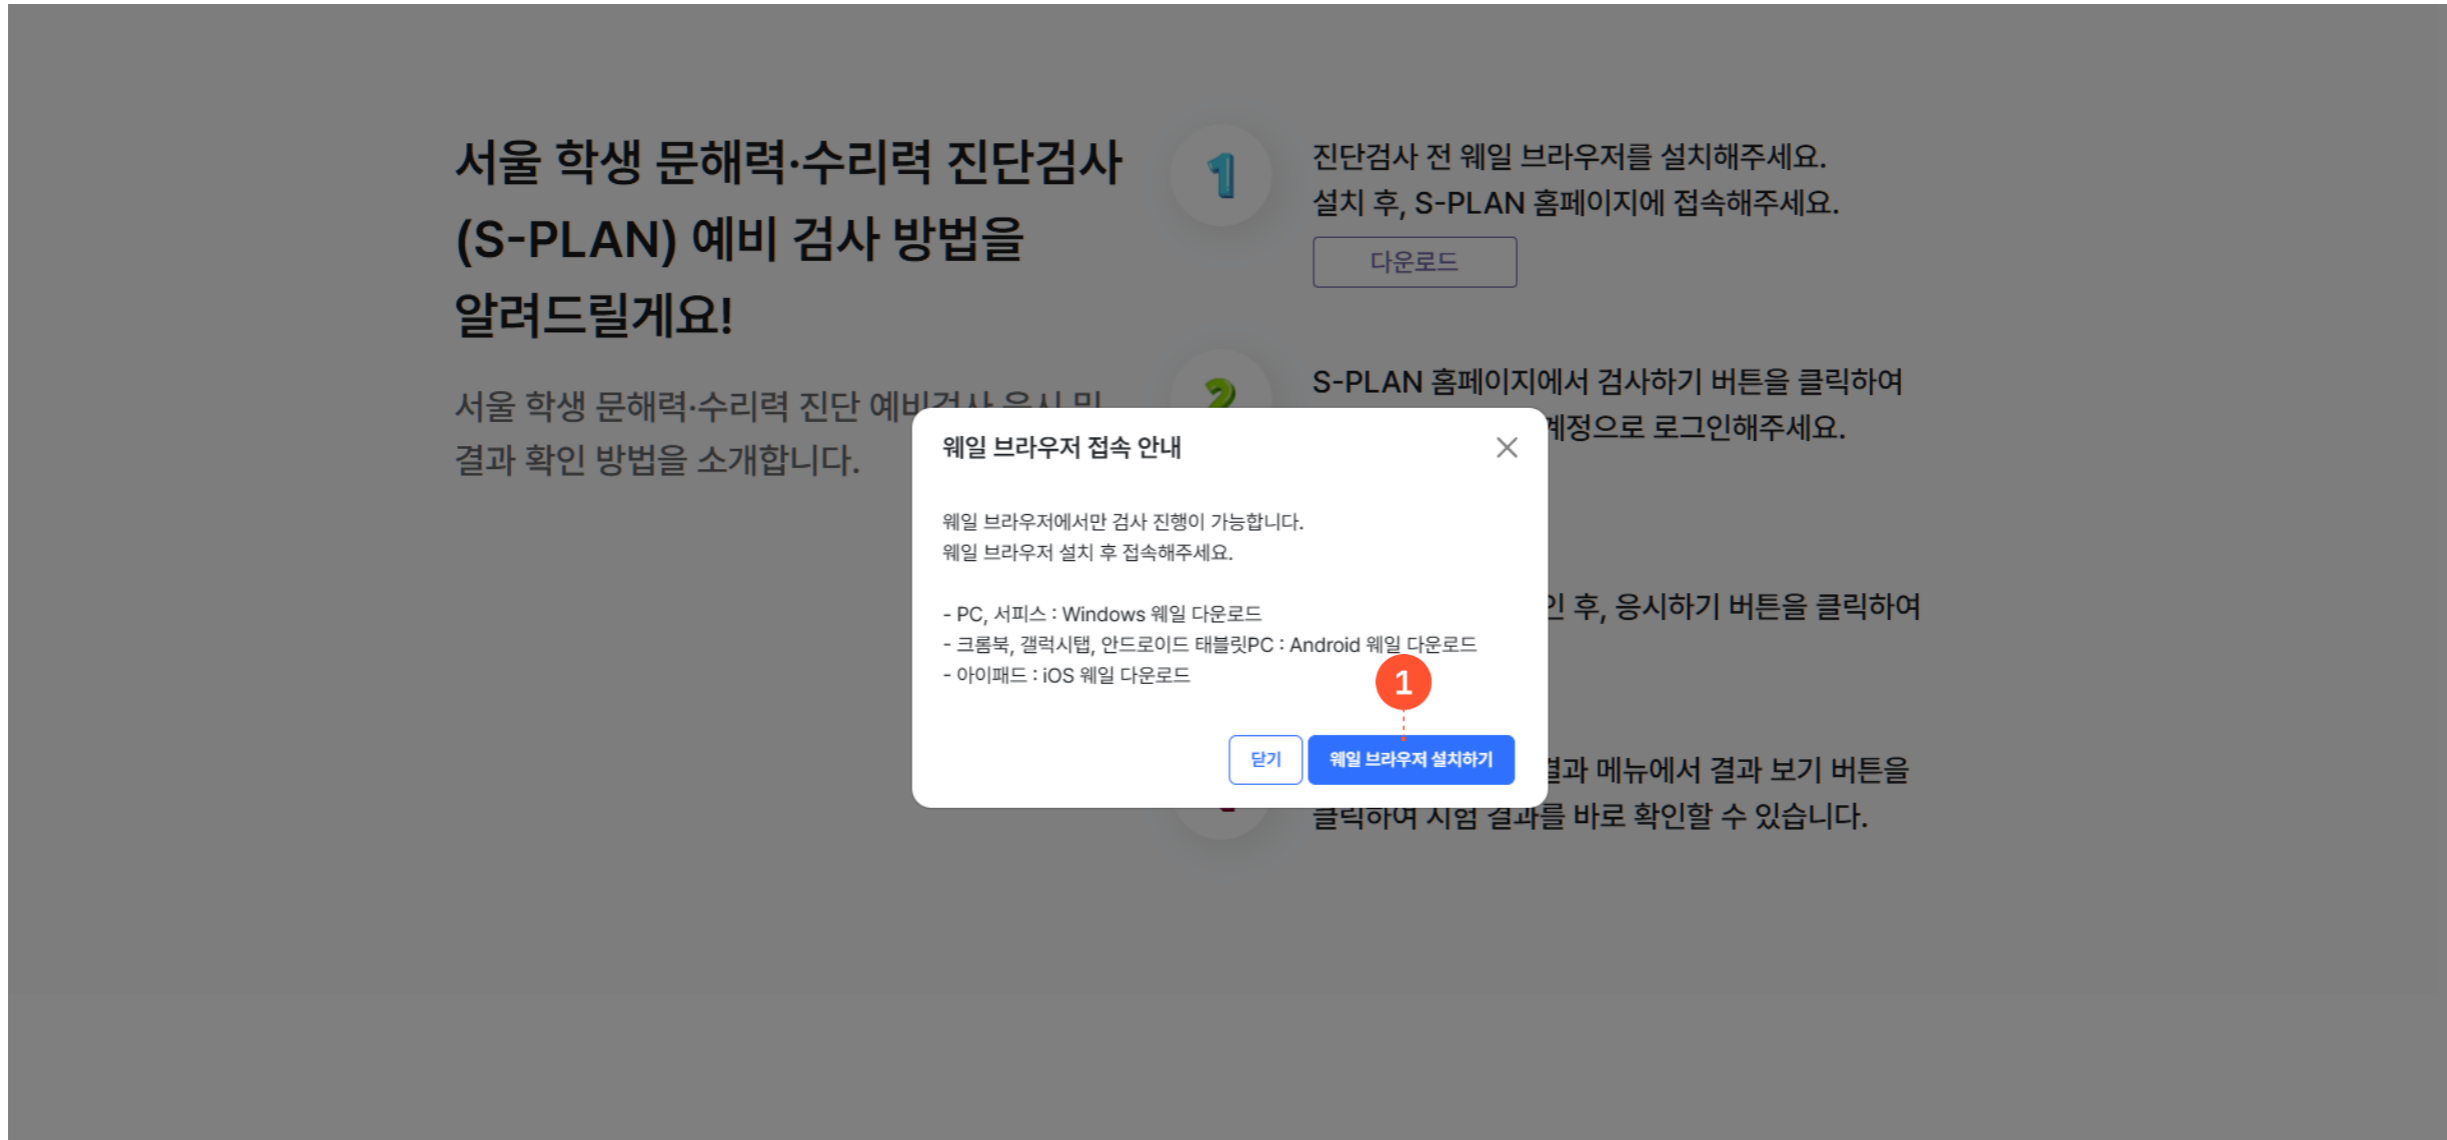 서울 학생 문해력·수리력 진단검사
(S-PLAN) 예비 검사 방법을
알려드릴게요!
서울 학생 문해력·수리력 진단 예비검사 응시 및
결과 확인 방법을 소개합니다.
1
진단검사 전 웨일 브라우저를 설치해주세요.
설치 후, S-PLAN 홈페이지에 접속해주세요.
다운로드
2
S-PLAN 홈페이지에서 검사하기 버튼을 클릭하여
계정으로 로그인해주세요.
후, 응시하기 버튼을 클릭하여
결과 메뉴에서 결과 보기 버튼을
클릭하여 시험 결과를 바로 확인할 수 있습니다.
웨일 브라우저 접속 안내
웨일 브라우저에서만 검사 진행이 가능합니다.
웨일 브라우저 설치 후 접속해주세요.
- PC, 서피스 : Windows 웨일 다운로드
- 크롬북, 갤럭시탭, 안드로이드 태블릿PC : Android 웨일 다운로드
- 아이패드 : iOS 웨일 다운로드
1
닫기
웨일 브라우저 설치하기